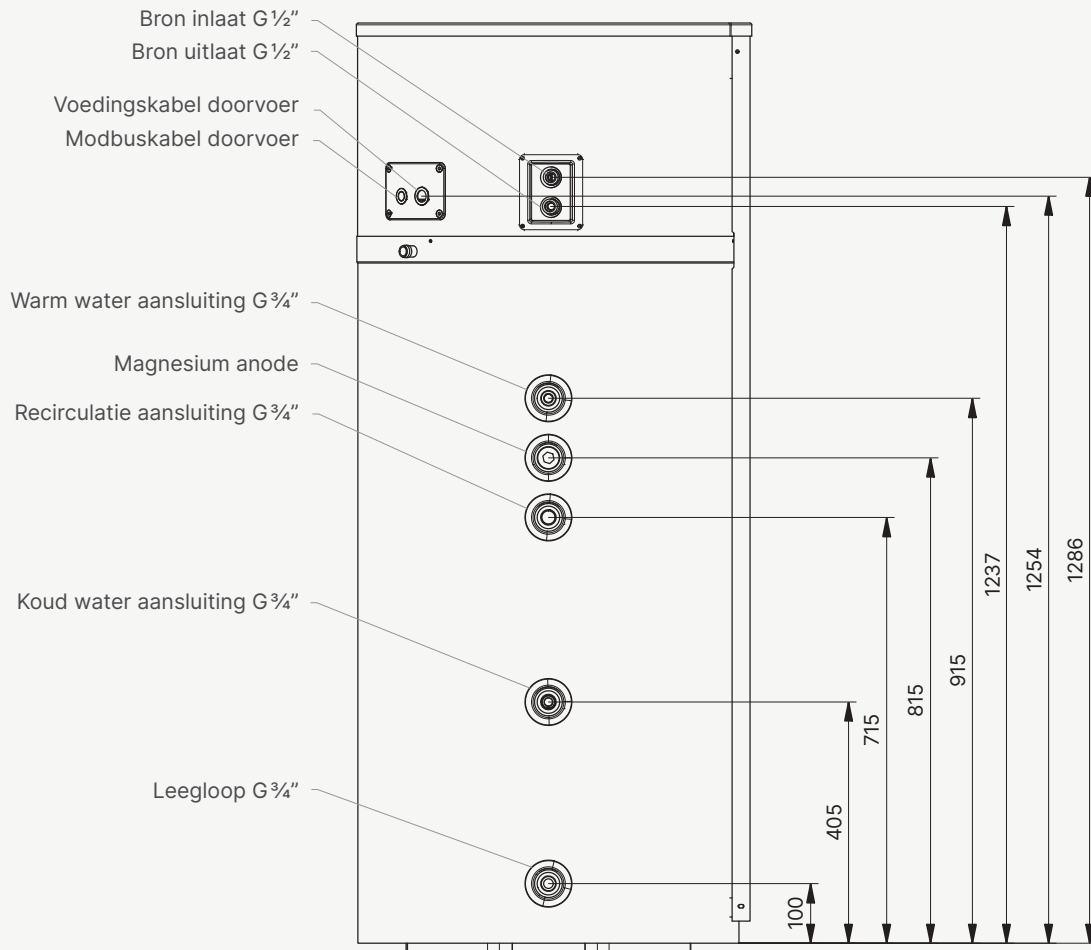 Bron inlaat G½”
Bron uitlaat G½”
Voedingskabel doorvoer
Modbuskabel doorvoer
Warm water aansluiting G¾”
Magnesium anode
Recirculatie aansluiting G¾”
Koud water aansluiting G¾”
Leegloop G¾”
100
405
715
815
915
1237
1254
1286